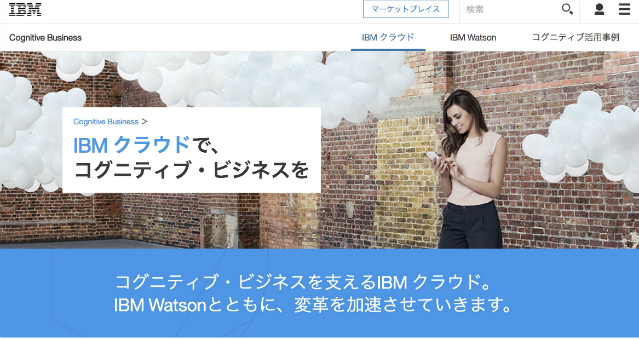 IBM
マーケットプレイス
検索
Cognitive Business
IBM クラウド
IBM Watson
コグニティブ活用事例
Cognitive Business >
IBM クラウドで、
コグニティブ・ビジネスを
コグニティブ・ビジネスを支えるIBM クラウド。
IBM Watsonとともに、変革を加速させていきます。